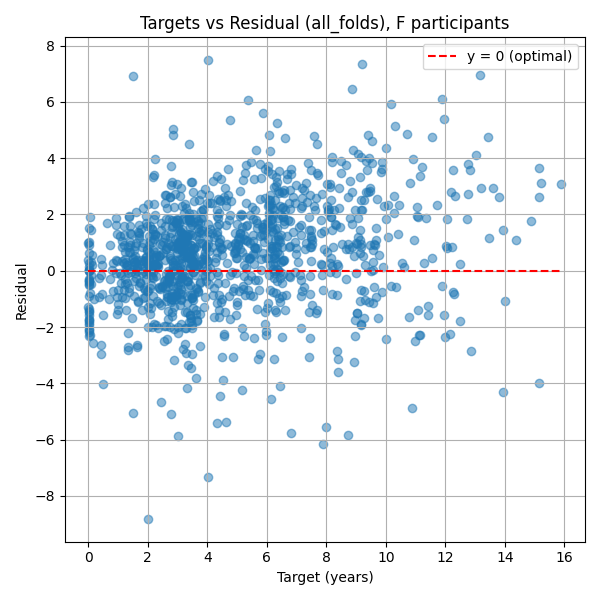 Targets vs Residual (all_folds), F participants
y = 0 (optimal)
8
6
4
2
0
−2
−4
−6
−8
Residual
0 2 4 6 8 10 12 14 16
Target (years)